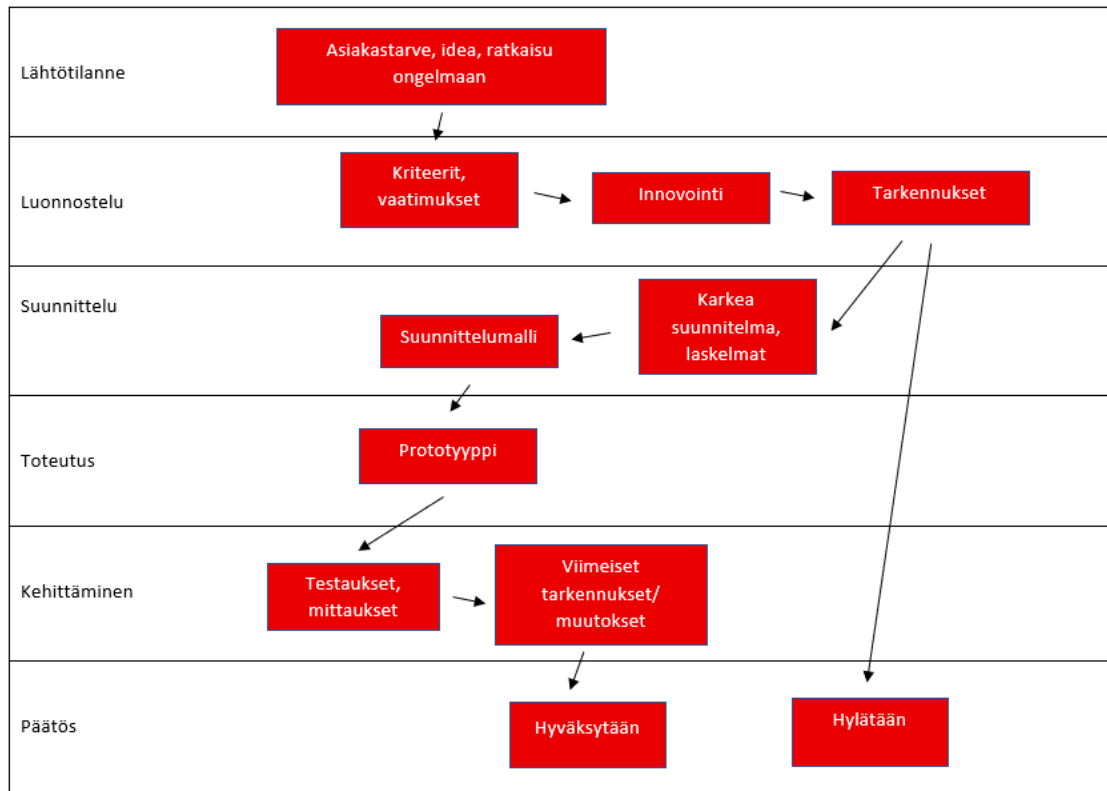 Lähtötilanne
Asiakastarve, idea, ratkaisu
ongelmaan
Luonnostelu
Kriteerit,
vaatimukset
Innovointi
Tarkennukset
Suunnittelu
Suunnittelumalli
Karkea
suunnitelma,
laskelmat
Toteutus
Prototyyppi
Kehittäminen
Testaukset,
mittaukset
Viimeiset
tarkennukset/
muutokset
Päätös
Hyväksytään
Hylätään